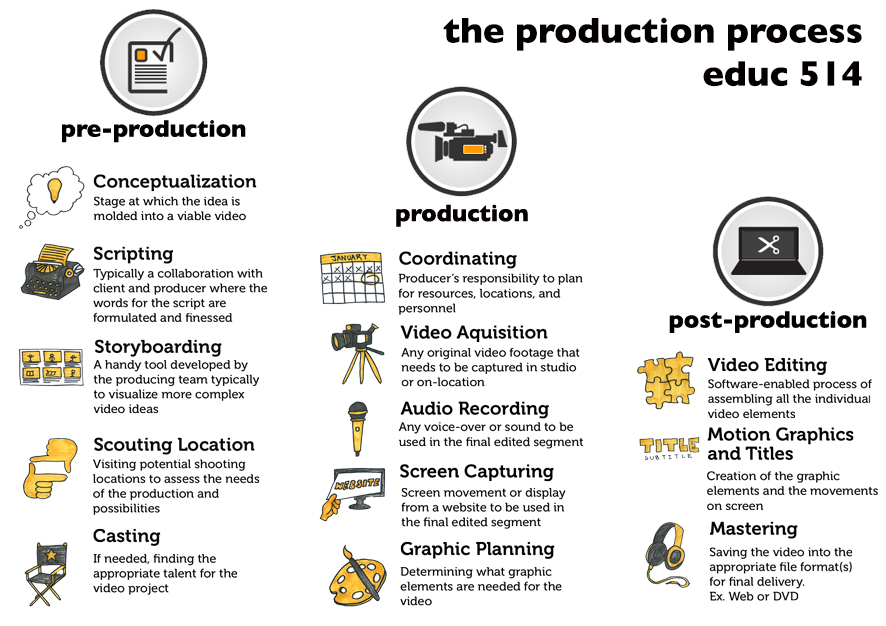 the production process
educ 514
pre-production
Conceptualization
Stage at which the idea is
molded into a viable video
Scripting
Typically a collaboration with
client and producer where the
words for the script are
formulated and finessed
Storyboarding
A handy tool developed by
the producing team typically
to visualize more complex
video ideas
Scouting Location
Visiting potential shooting
locations to assess the needs
of the production and
possibilities
Casting
If needed, finding the
appropriate talent for the
video project
production
JANUARY
Coordinating
Producer's responsibility to plan
for resources, locations, and
personnel
Video Aquisition
Any original video footage that
needs to be captured in studio
or on-location
Audio Recording
Any voice-over or sound to be
used in the final edited segment
WEBSITE
Screen Capturing
Screen movement or display
from a website to be used in
the final edited segment
Graphic Planning
Determining what graphic
elements are needed for the
video
post-production
Video Editing
Software-enabled process of
assembling all the individual
video elements
TITLE
SUBTITLE
Motion Graphics
and Titles
Creation of the graphic
elements and the movements
on screen
Mastering
Saving the video into the
appropriate file format(s)
for final delivery.
Ex. Web or DVD